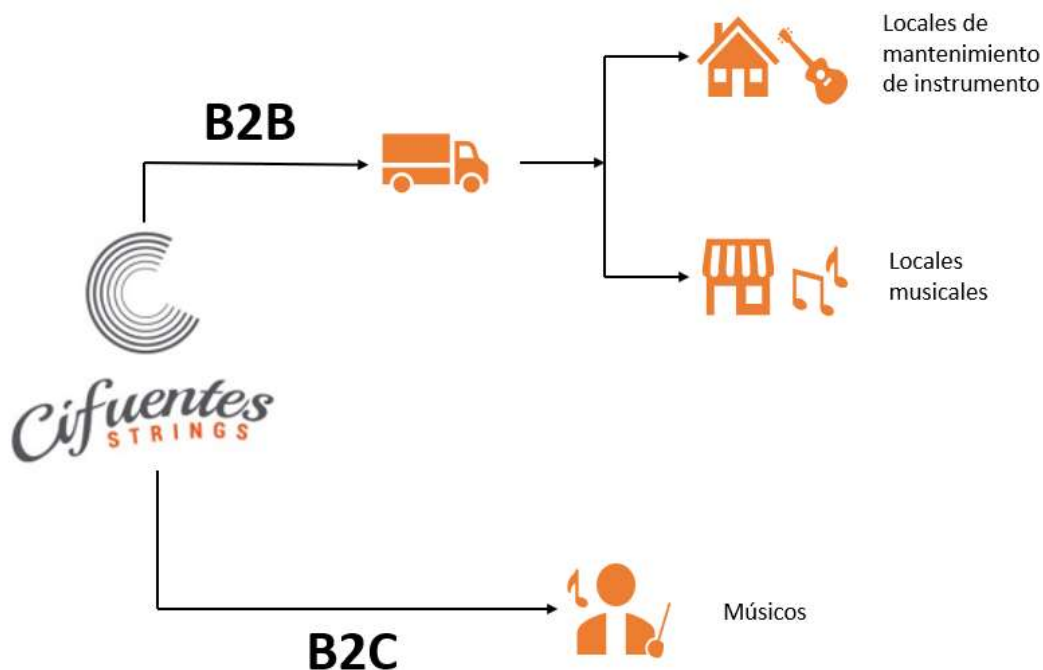 Locales de
mantenimiento
de instrumento
B2B
Locales
musicales
Cifuentes
STRINGS
Músicos
B2C